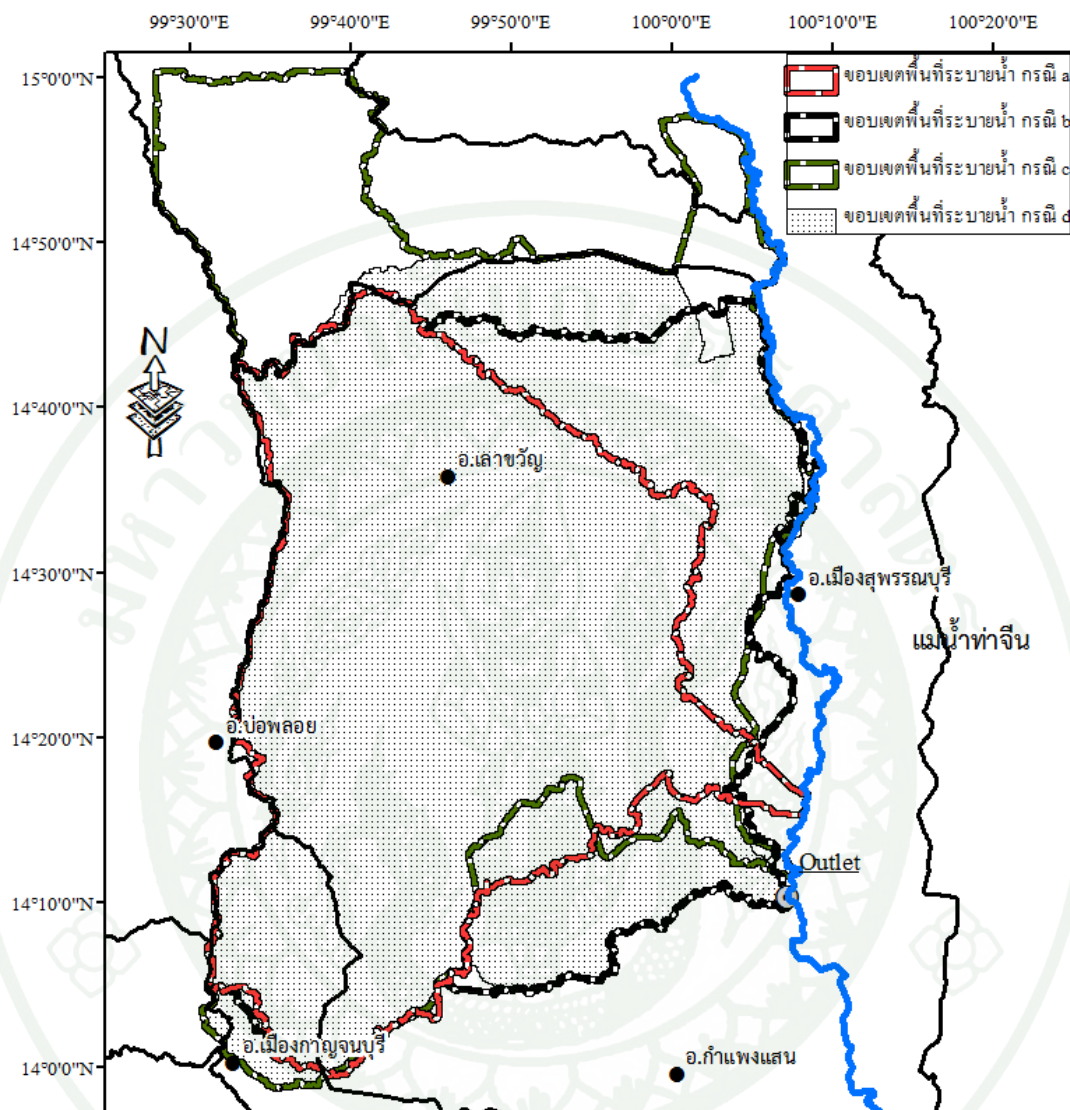 99°30'0"E 99°40'0"E 99°50'0"E 100°0'0"E 100°10'0"E 100°20'0"E
15°0'0"N
ขอบเขตพื้นที่ระบายน้ำ กรณี a
ขอบเขตพื้นที่ระบายน้ำ กรณี b
ขอบเขตพื้นที่ระบายน้ำ กรณี c
ขอบเขตพื้นที่ระบายน้ำ กรณี d
14°50'0"N
N
14°40'0"N
อ.เลาขวัญ
14°30'0"N
อ.เมืองสุพรรณบุรี
แม่น้ำท่าจีน
14°20'0"N
อ.บ่อพลอย
Outlet
14°10'0"N
อ.เมืองกาญจนบุรี
อ.กำแพงแสน
14°0'0"N